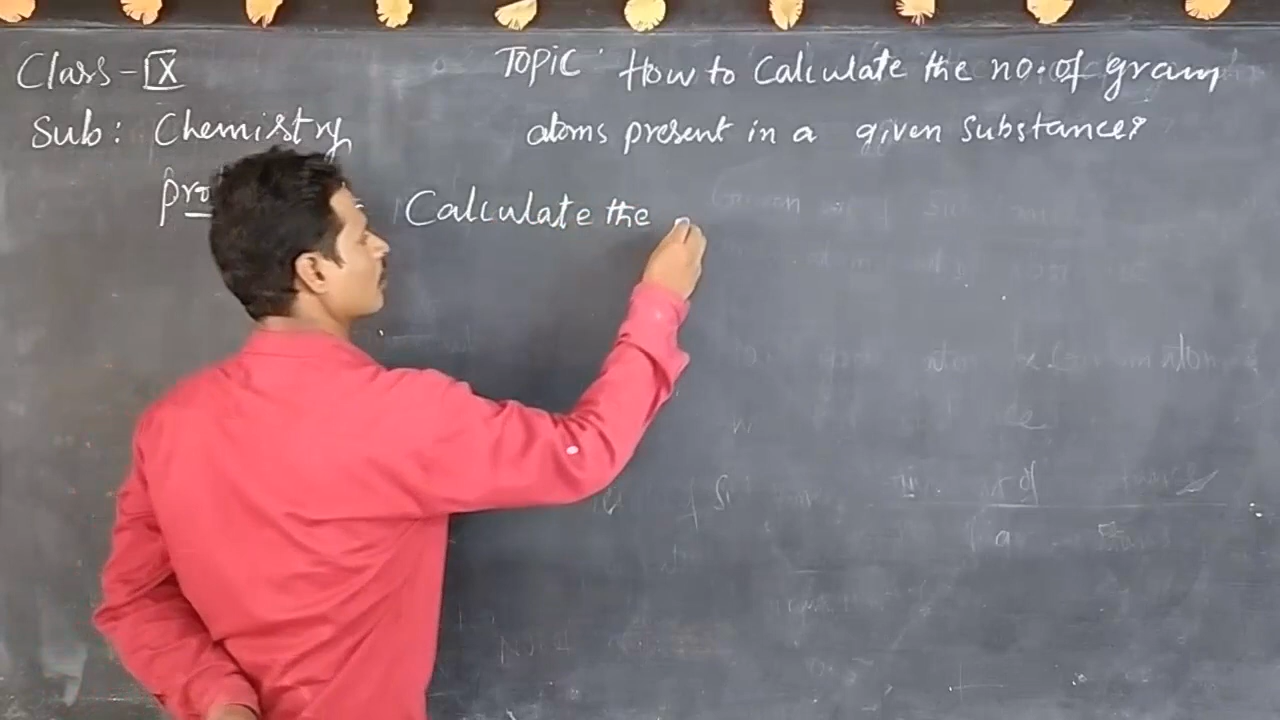 Class - IX
Sub: Chemistry
TOPIC: How to Calculate the no. of gram
atoms present in a given substance?
Calculate the